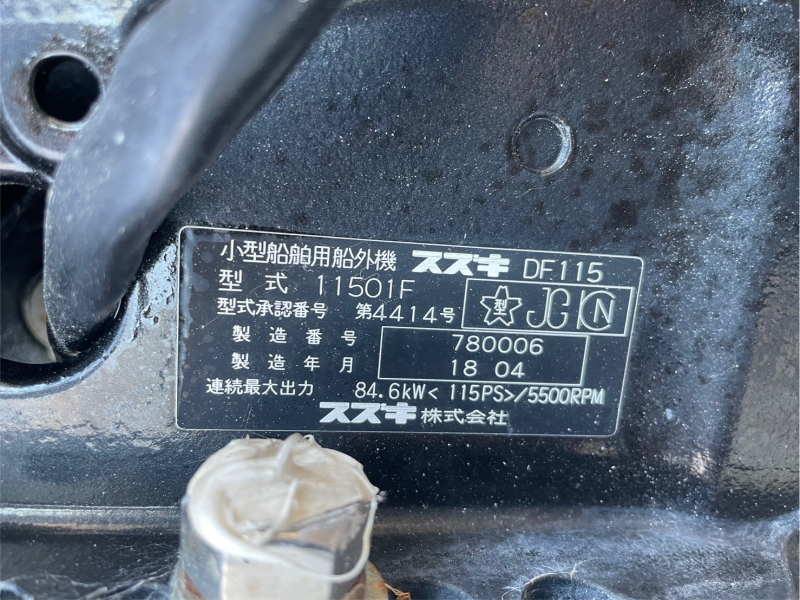 小型船舶用船外機 スズキ DF115
型式 11501F
型式承認番号 第4414号 型 JCI N
製造番号 780006
製造年月 18 04
連続最大出力 84.6kW<115PS>/5500RPM
スズキ株式会社